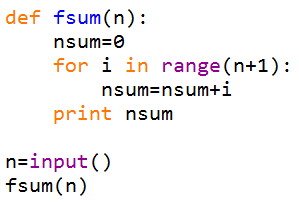 def fsum(n):
    nsum=0
    for i in range(n+1):
        nsum=nsum+i
    print nsum

n=input()
fsum(n)